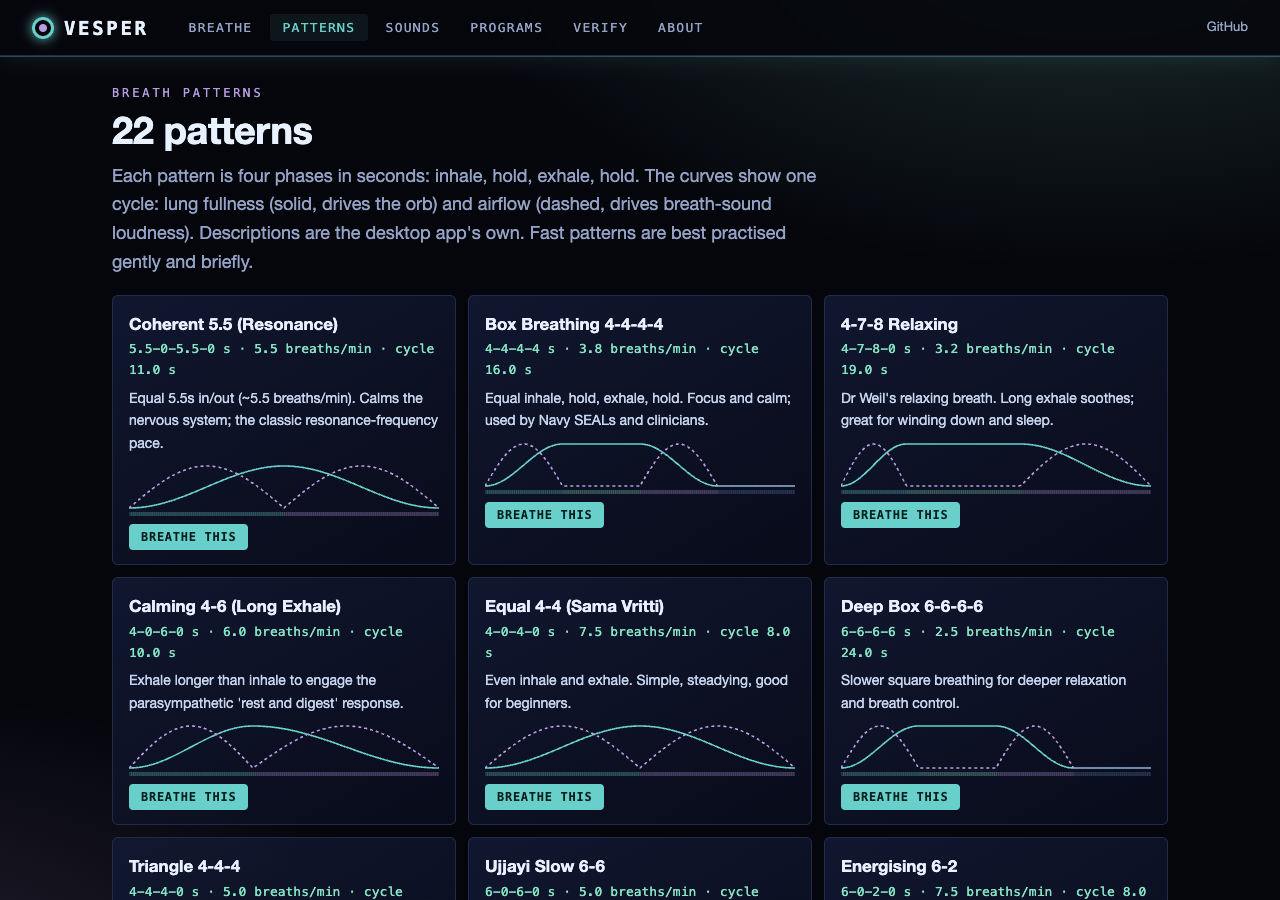 VESPER
BREATHE
PATTERNS
SOUNDS
PROGRAMS
VERIFY
ABOUT
GitHub
BREATH PATTERNS
22 patterns
Each pattern is four phases in seconds: inhale, hold, exhale, hold. The curves show one
cycle: lung fullness (solid, drives the orb) and airflow (dashed, drives breath-sound
loudness). Descriptions are the desktop app's own. Fast patterns are best practised
gently and briefly.
Coherent 5.5 (Resonance)
5.5–0–5.5–0 s · 5.5 breaths/min · cycle
11.0 s
Equal 5.5s in/out (~5.5 breaths/min). Calms the
nervous system; the classic resonance-frequency
pace.
BREATHE THIS
Box Breathing 4-4-4-4
4–4–4–4 s · 3.8 breaths/min · cycle
16.0 s
Equal inhale, hold, exhale, hold. Focus and calm;
used by Navy SEALs and clinicians.
BREATHE THIS
4-7-8 Relaxing
4–7–8–0 s · 3.2 breaths/min · cycle
19.0 s
Dr Weil's relaxing breath. Long exhale soothes;
great for winding down and sleep.
BREATHE THIS
Calming 4-6 (Long Exhale)
4–0–6–0 s · 6.0 breaths/min · cycle
10.0 s
Exhale longer than inhale to engage the
parasympathetic 'rest and digest' response.
BREATHE THIS
Equal 4-4 (Sama Vritti)
4–0–4–0 s · 7.5 breaths/min · cycle 8.0
s
Even inhale and exhale. Simple, steadying, good
for beginners.
BREATHE THIS
Deep Box 6-6-6-6
6–6–6–6 s · 2.5 breaths/min · cycle
24.0 s
Slower square breathing for deeper relaxation
and breath control.
BREATHE THIS
Triangle 4-4-4
4–4–4–0 s · 5.0 breaths/min · cycle
Ujjayi Slow 6-6
6–0–6–0 s · 5.0 breaths/min · cycle
Energising 6-2
6–0–2–0 s · 7.5 breaths/min · cycle 8.0